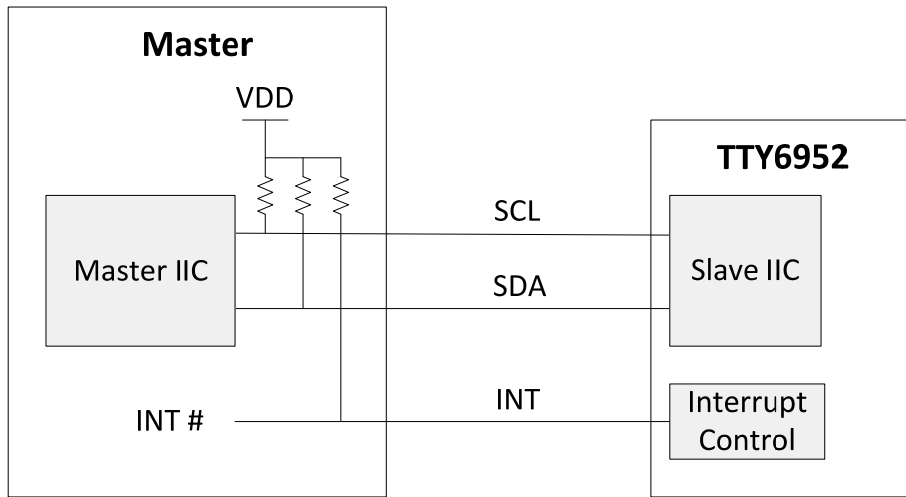 Master
VDD
TTY6952
SCL
Master IIC
Slave IIC
SDA
INT
INT #
Interrupt
Control